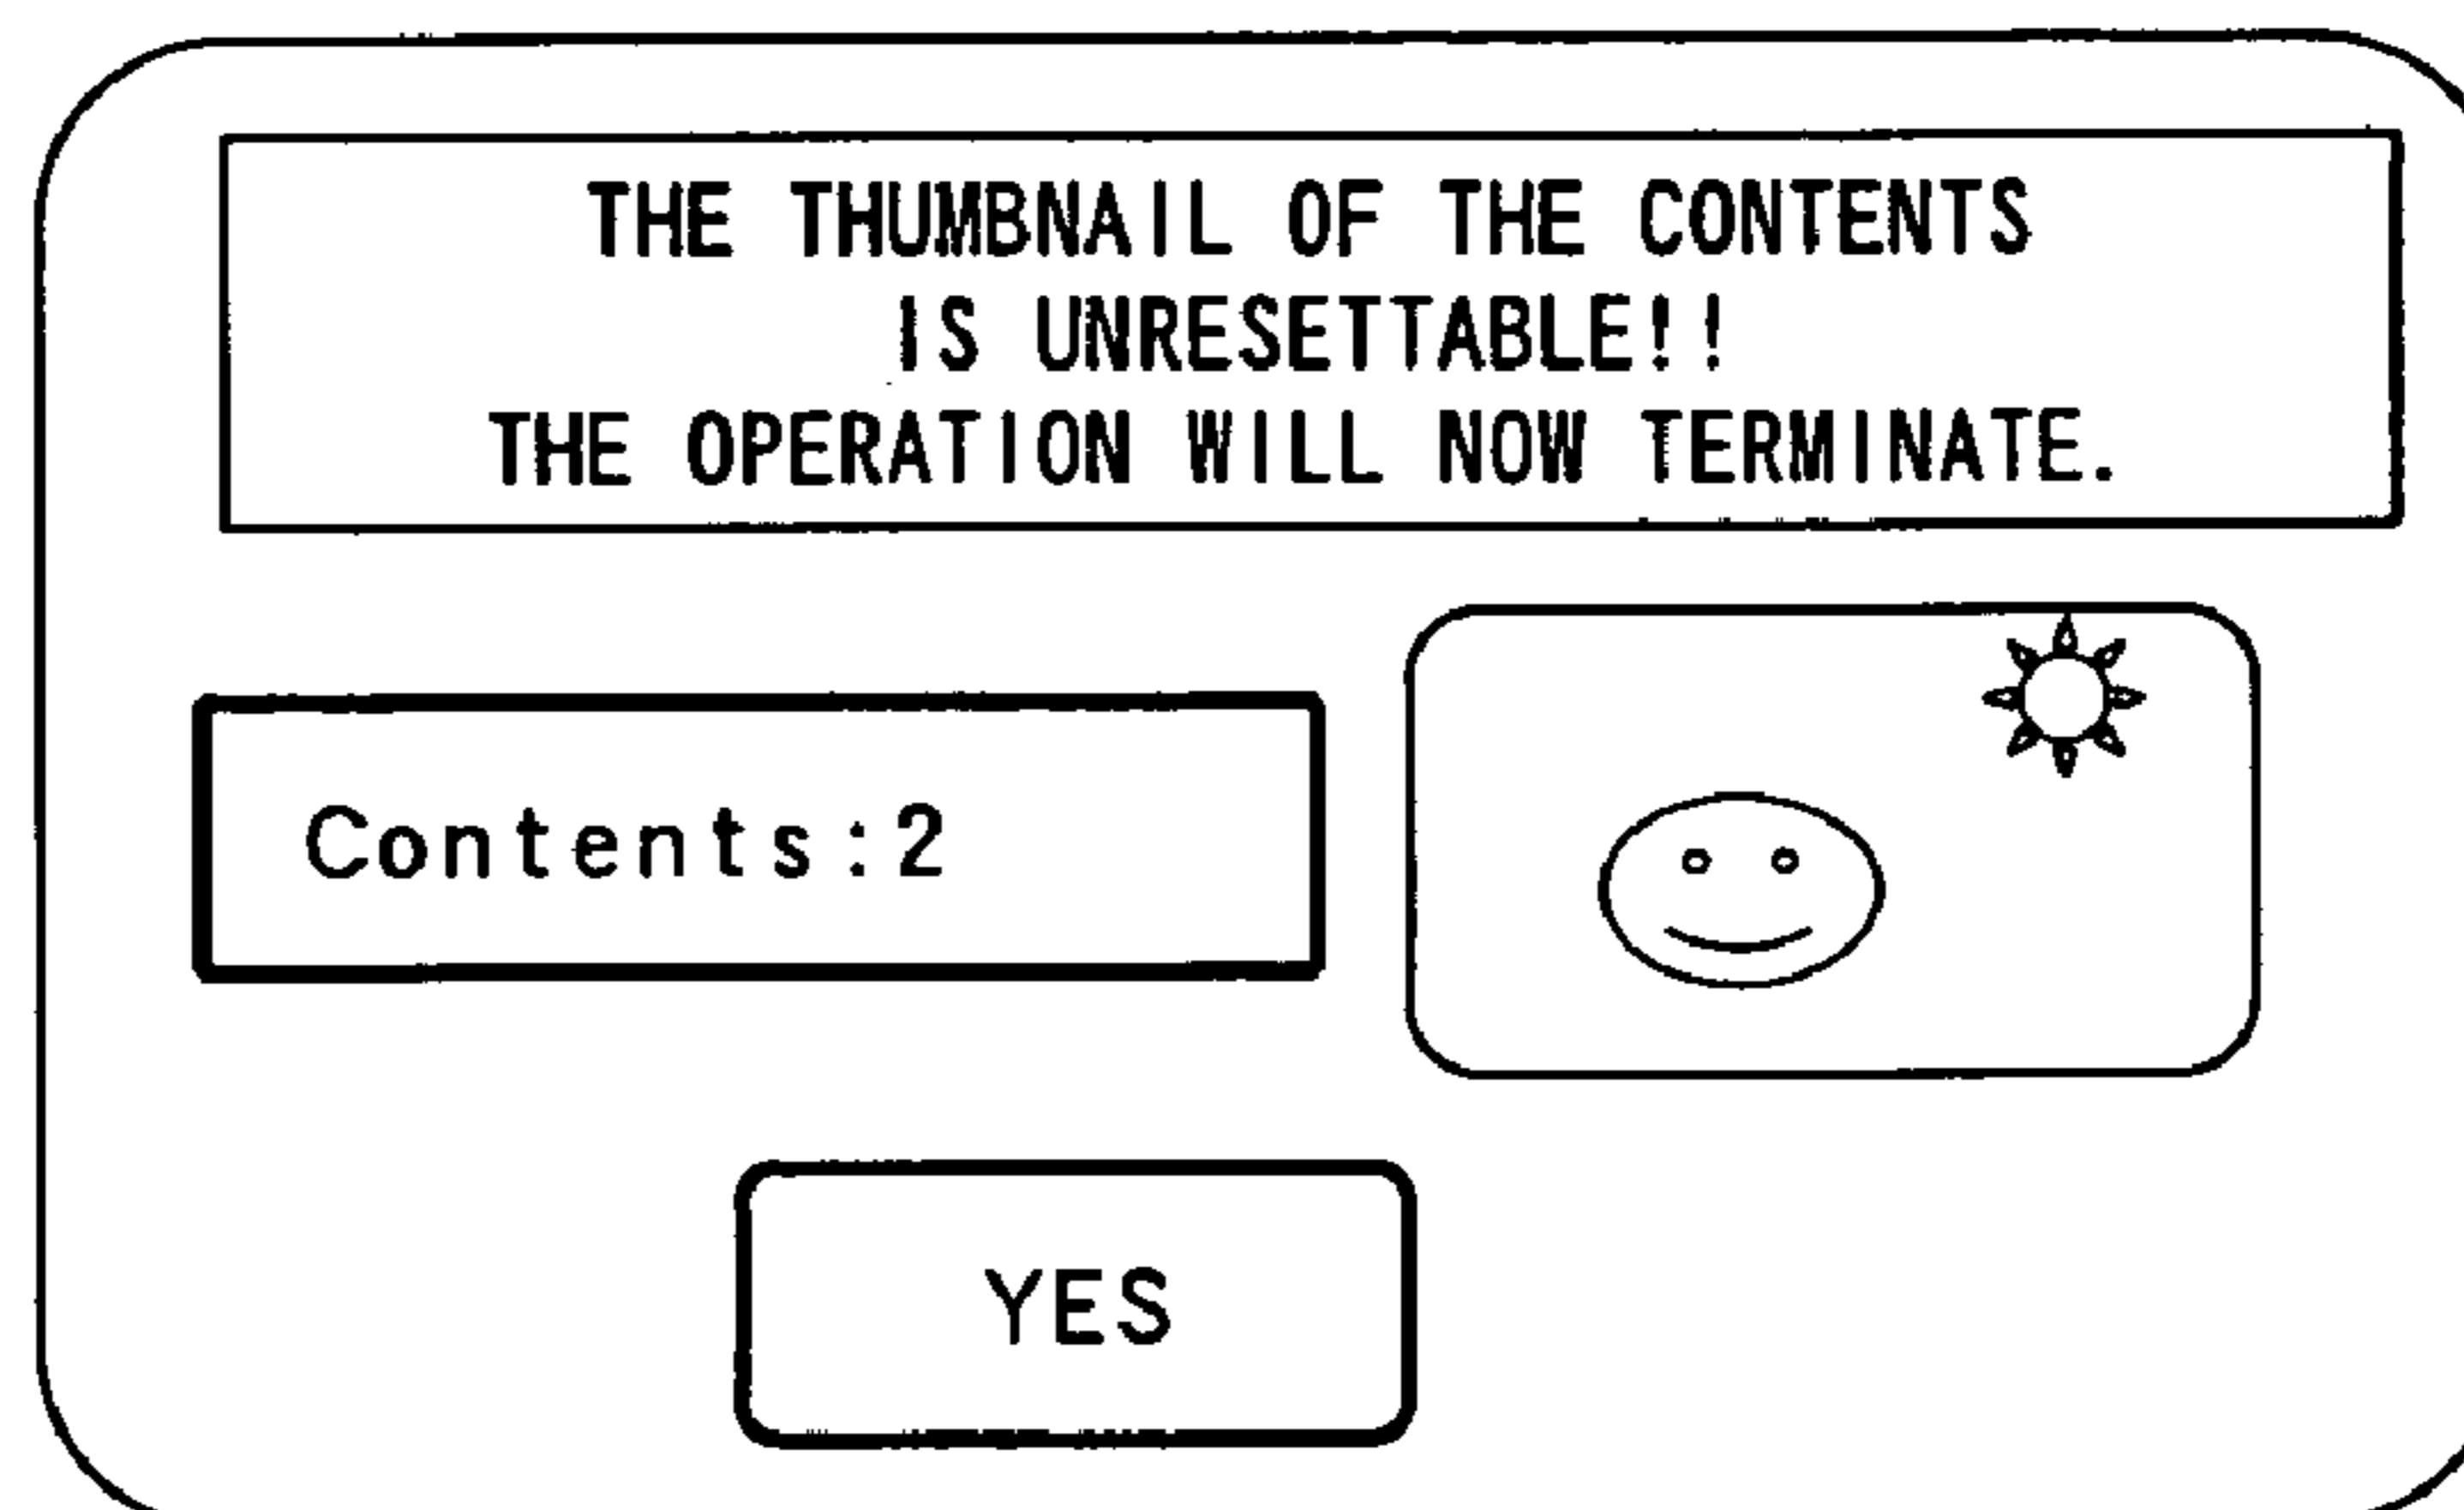 THE THUMBNAIL OF THE CONTENTS
IS UNRESETTABLE!!
THE OPERATION WILL NOW TERMINATE.
Contents:2
YES